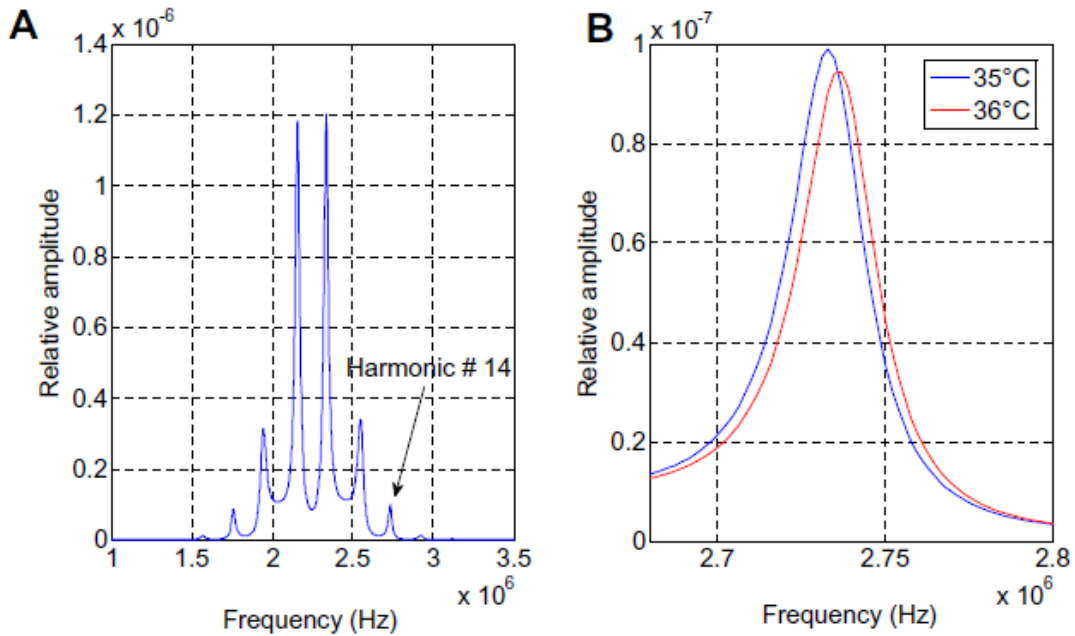 A
x 10^-6
1.4
1.2
1
0.8
0.6
0.4
0.2
0
Relative amplitude
Harmonic # 14
1 1.5 2 2.5 3 3.5
x 10^6
Frequency (Hz)
B
x 10^-7
1
0.8
0.6
0.4
0.2
0
Relative amplitude
35°C
36°C
2.7 2.75 2.8
x 10^6
Frequency (Hz)